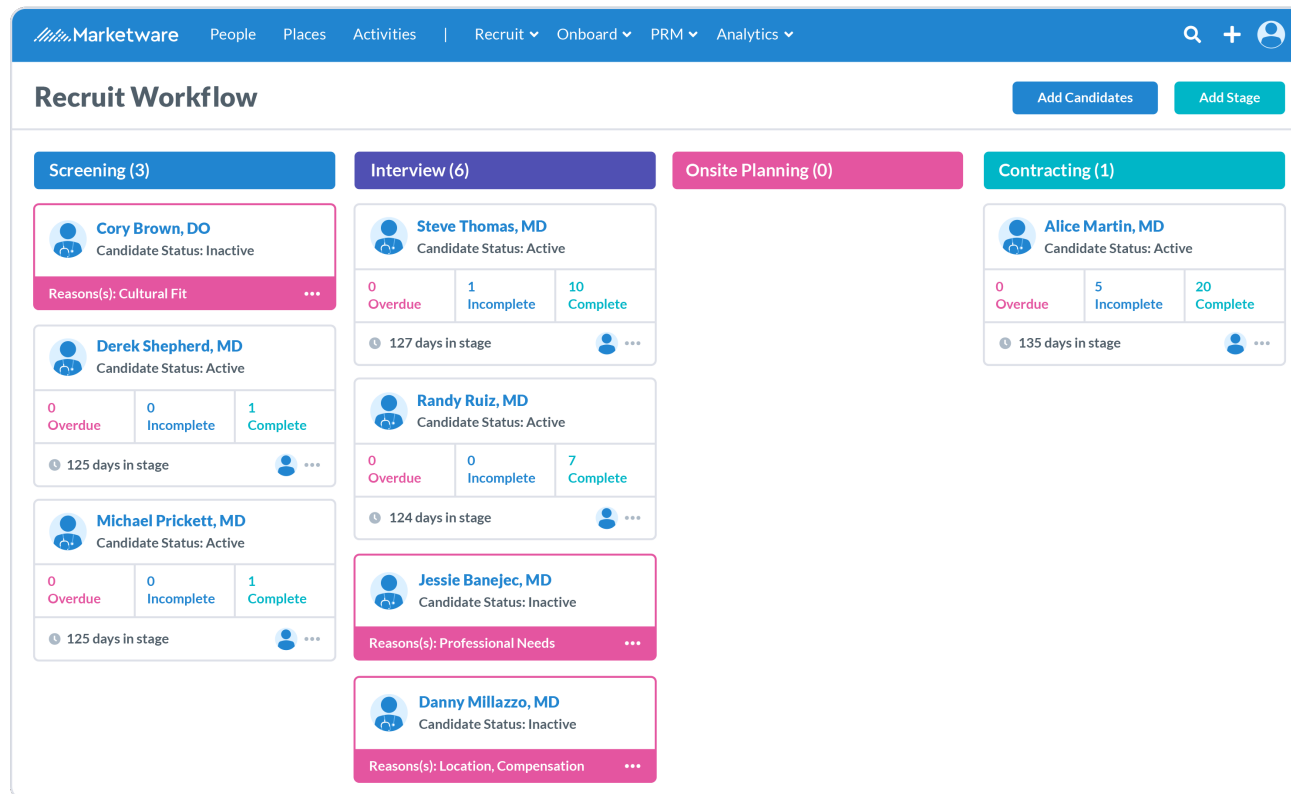 Marketware People Places Activities | Recruit Onboard PRM Analytics
Recruit Workflow
Add Candidates
Add Stage
Screening (3)
Cory Brown, DO
Candidate Status: Inactive
Reasons(s): Cultural Fit
Derek Shepherd, MD
Candidate Status: Active
0 0 1
Overdue Incomplete Complete
125 days in stage
Michael Prickett, MD
Candidate Status: Active
0 0 1
Overdue Incomplete Complete
125 days in stage
Interview (6)
Steve Thomas, MD
Candidate Status: Active
0 1 10
Overdue Incomplete Complete
127 days in stage
Randy Ruiz, MD
Candidate Status: Active
0 0 7
Overdue Incomplete Complete
124 days in stage
Jessie Banejec, MD
Candidate Status: Inactive
Reasons(s): Professional Needs
Danny Millazzo, MD
Candidate Status: Inactive
Reasons(s): Location, Compensation
Onsite Planning (0)
Contracting (1)
Alice Martin, MD
Candidate Status: Active
0 5 20
Overdue Incomplete Complete
135 days in stage